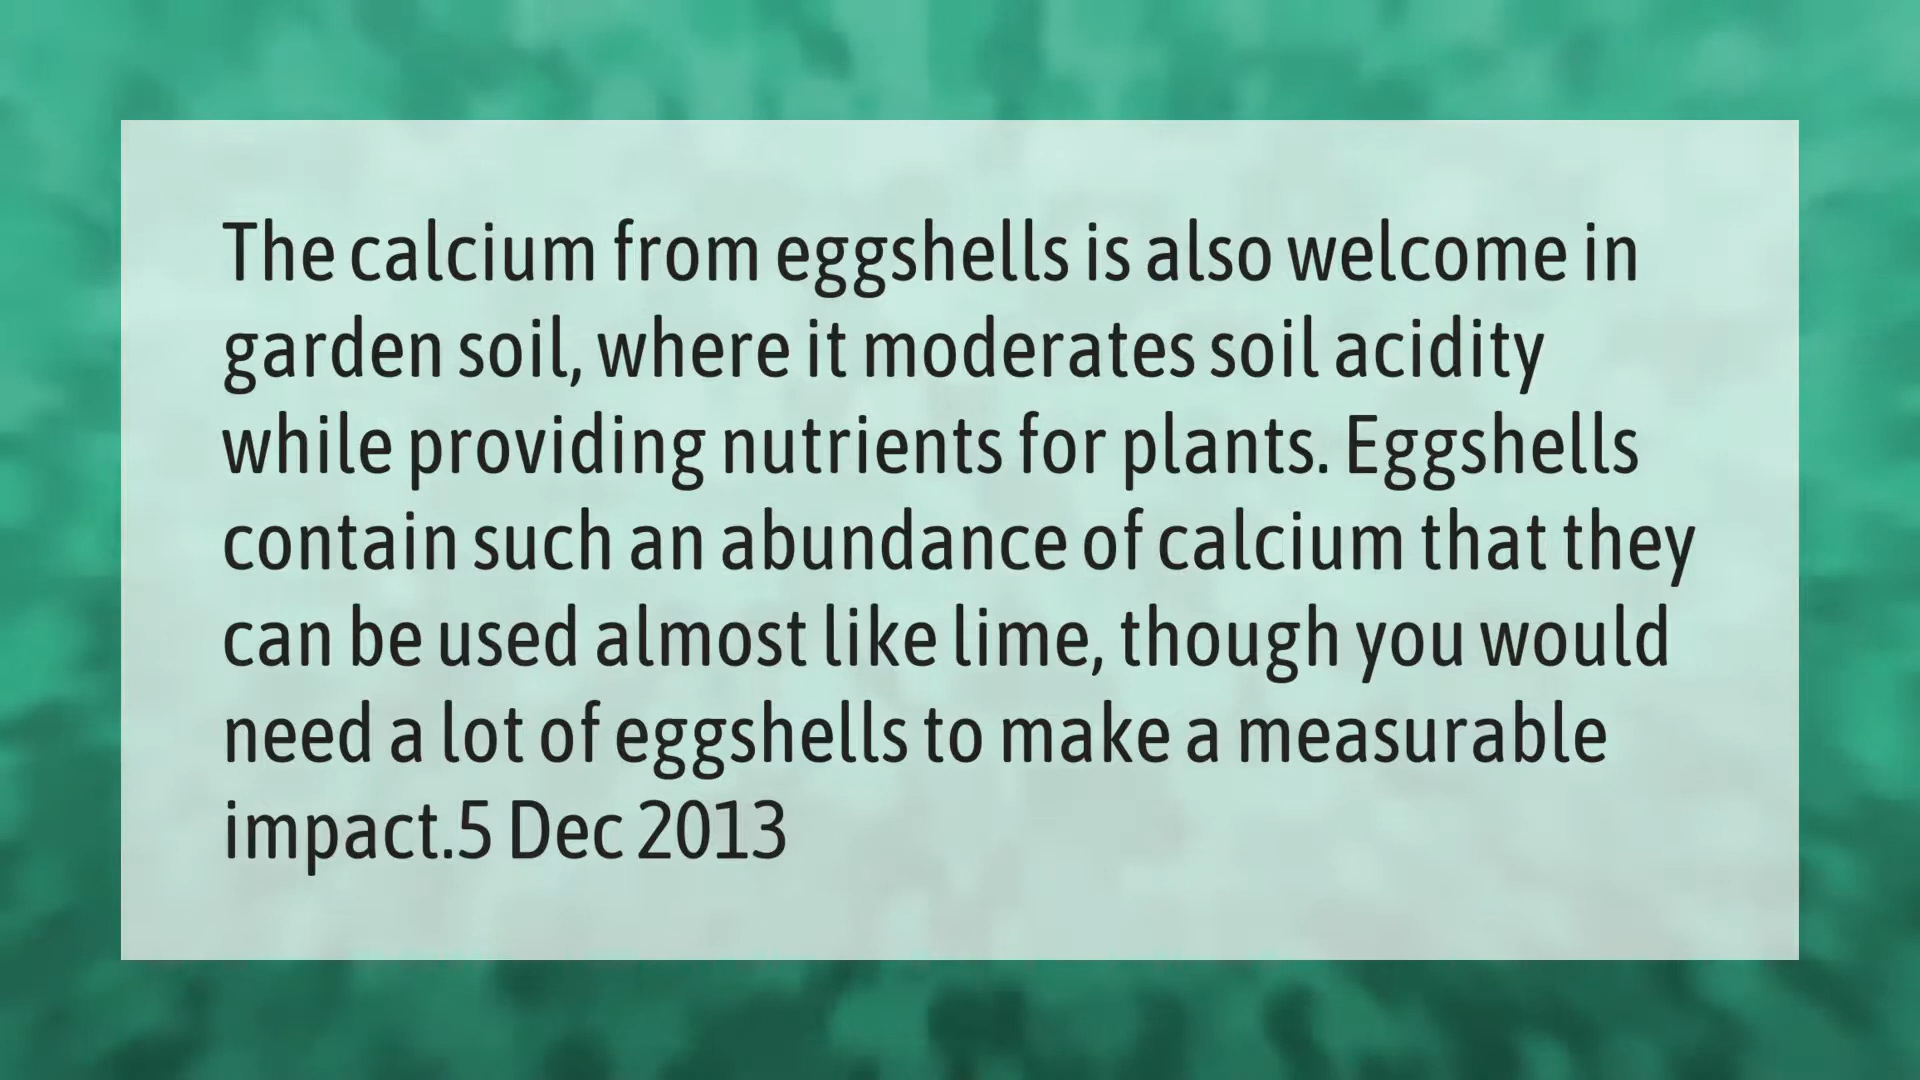 The calcium from eggshells is also welcome in
garden soil, where it moderates soil acidity
while providing nutrients for plants. Eggshells
contain such an abundance of calcium that they
can be used almost like lime, though you would
need a lot of eggshells to make a measurable
impact.5 Dec 2013